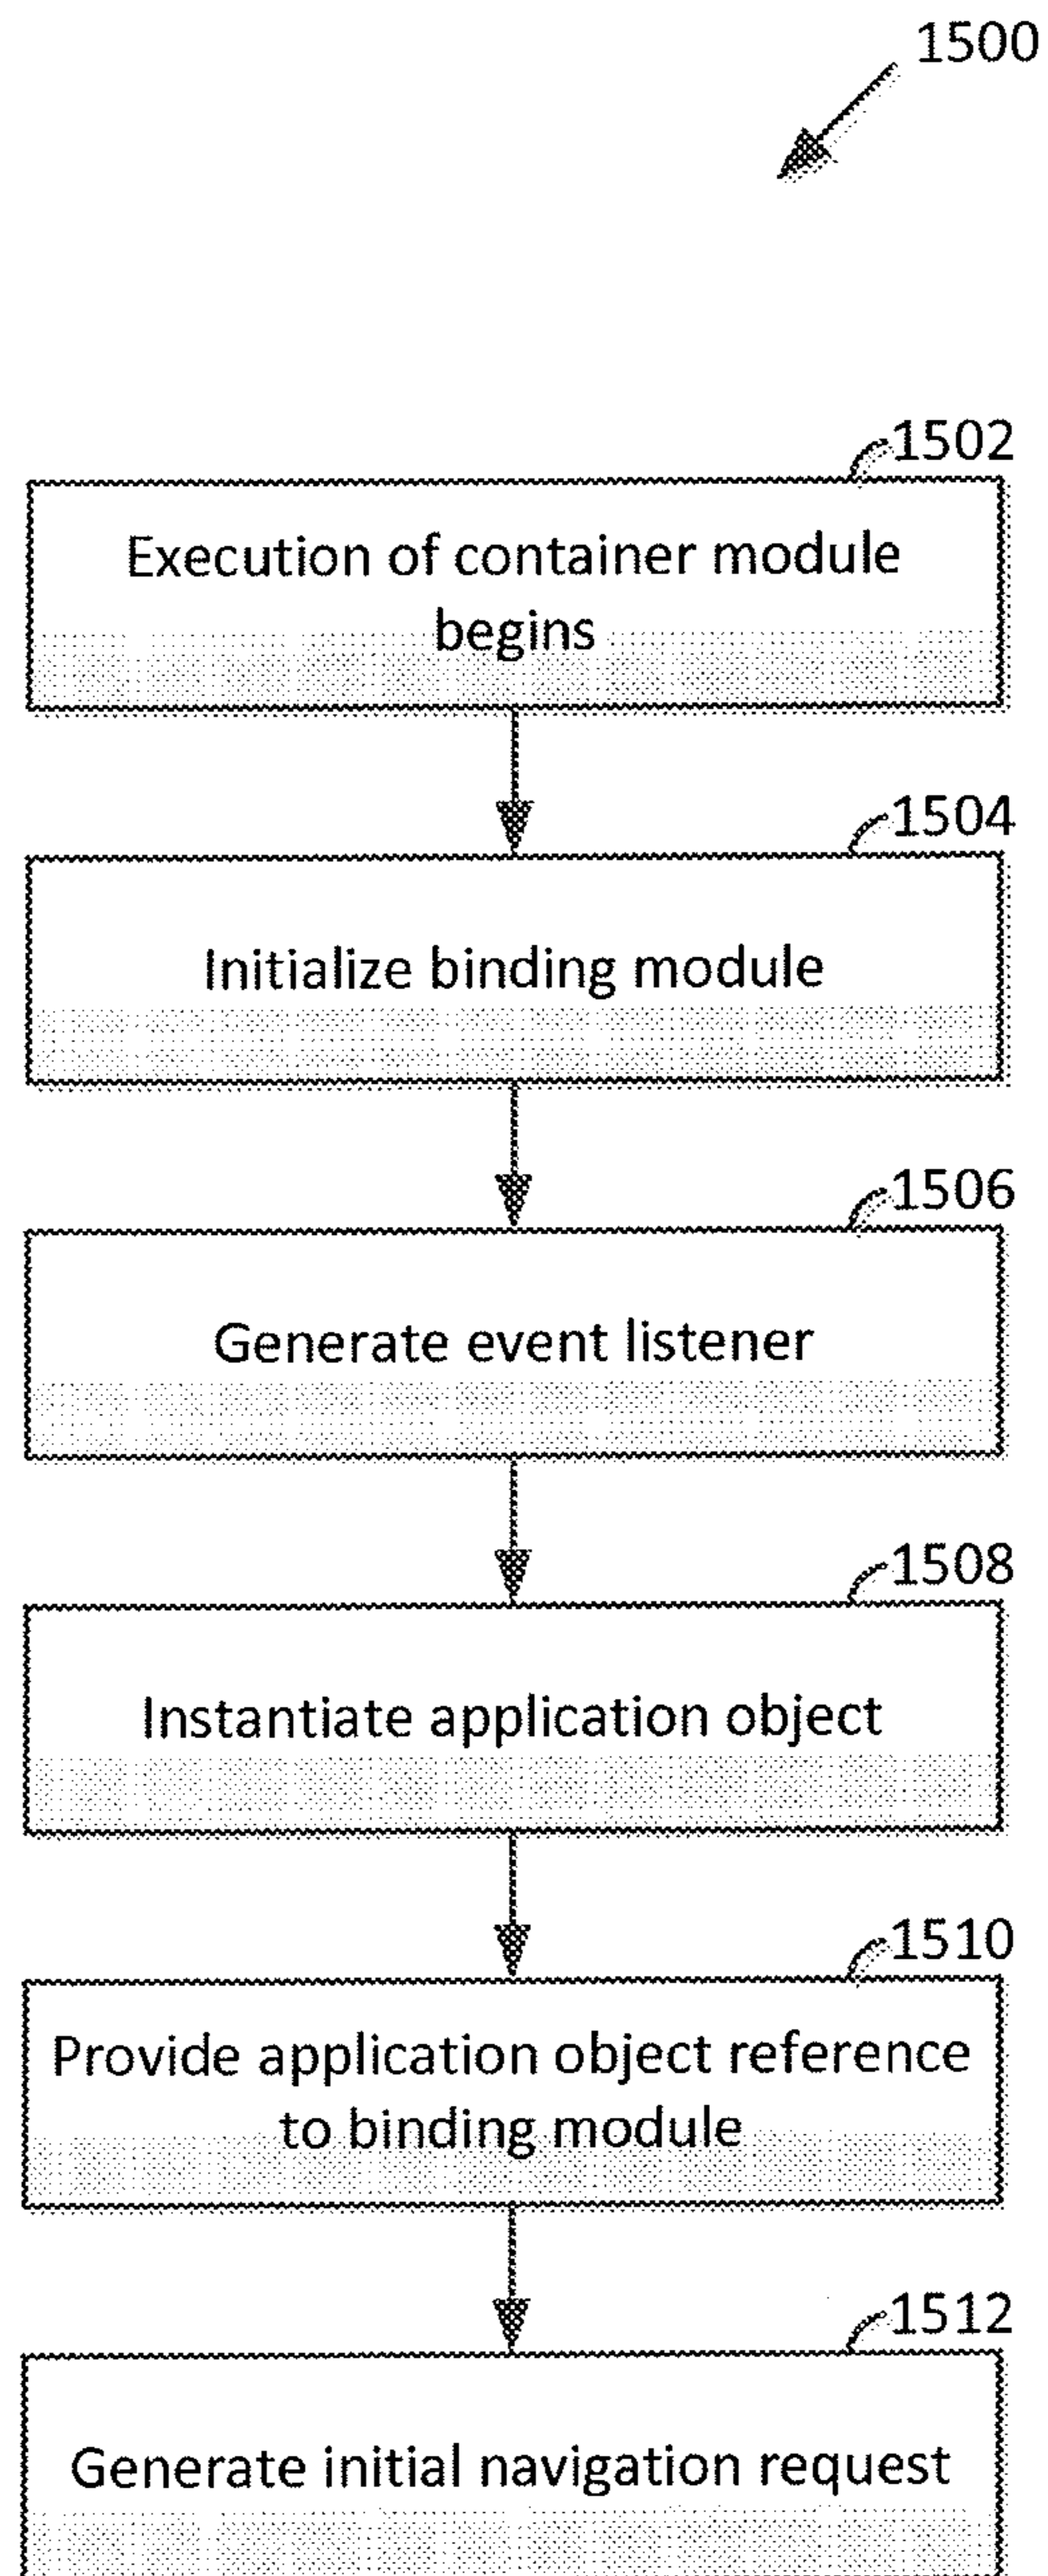 1500
1502
Execution of container module
begins
1504
Initialize binding module
1506
Generate event listener
1508
Instantiate application object
1510
Provide application object reference
to binding module
1512
Generate initial navigation request